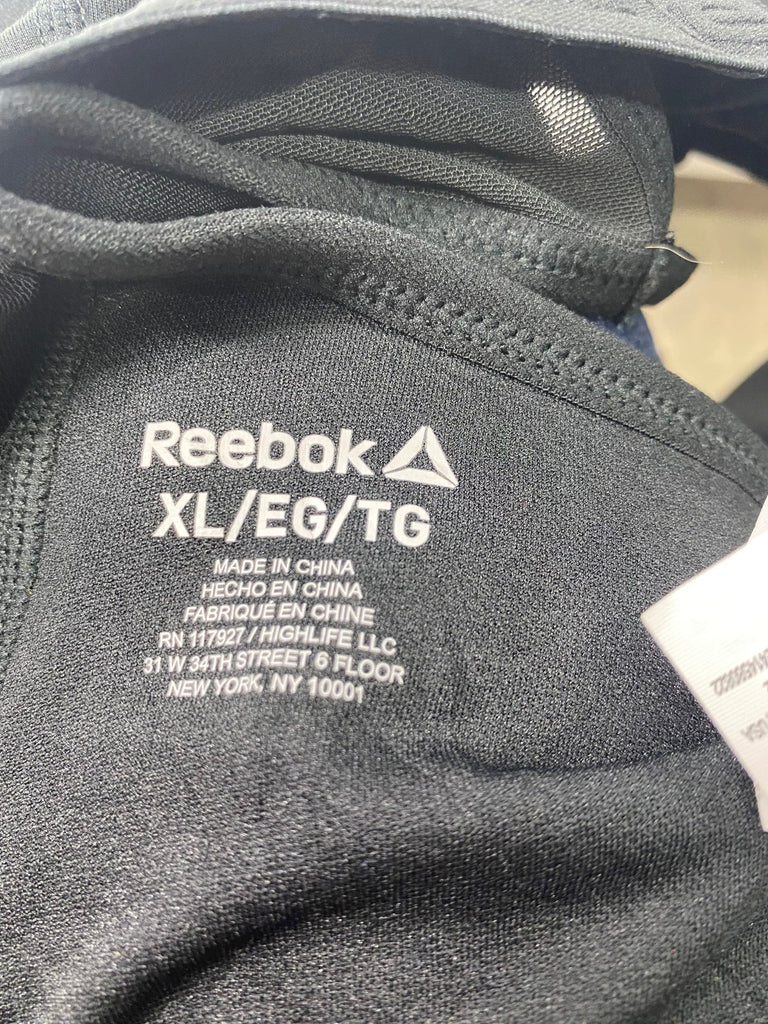 Reebok
XL/EG/TG
MADE IN CHINA
HECHO EN CHINA
FABRIQUÉ EN CHINE
RN 117927 / HIGHLIFE LLC
31 W 34TH STREET 6 FLOOR
NEW YORK, NY 10001
USA